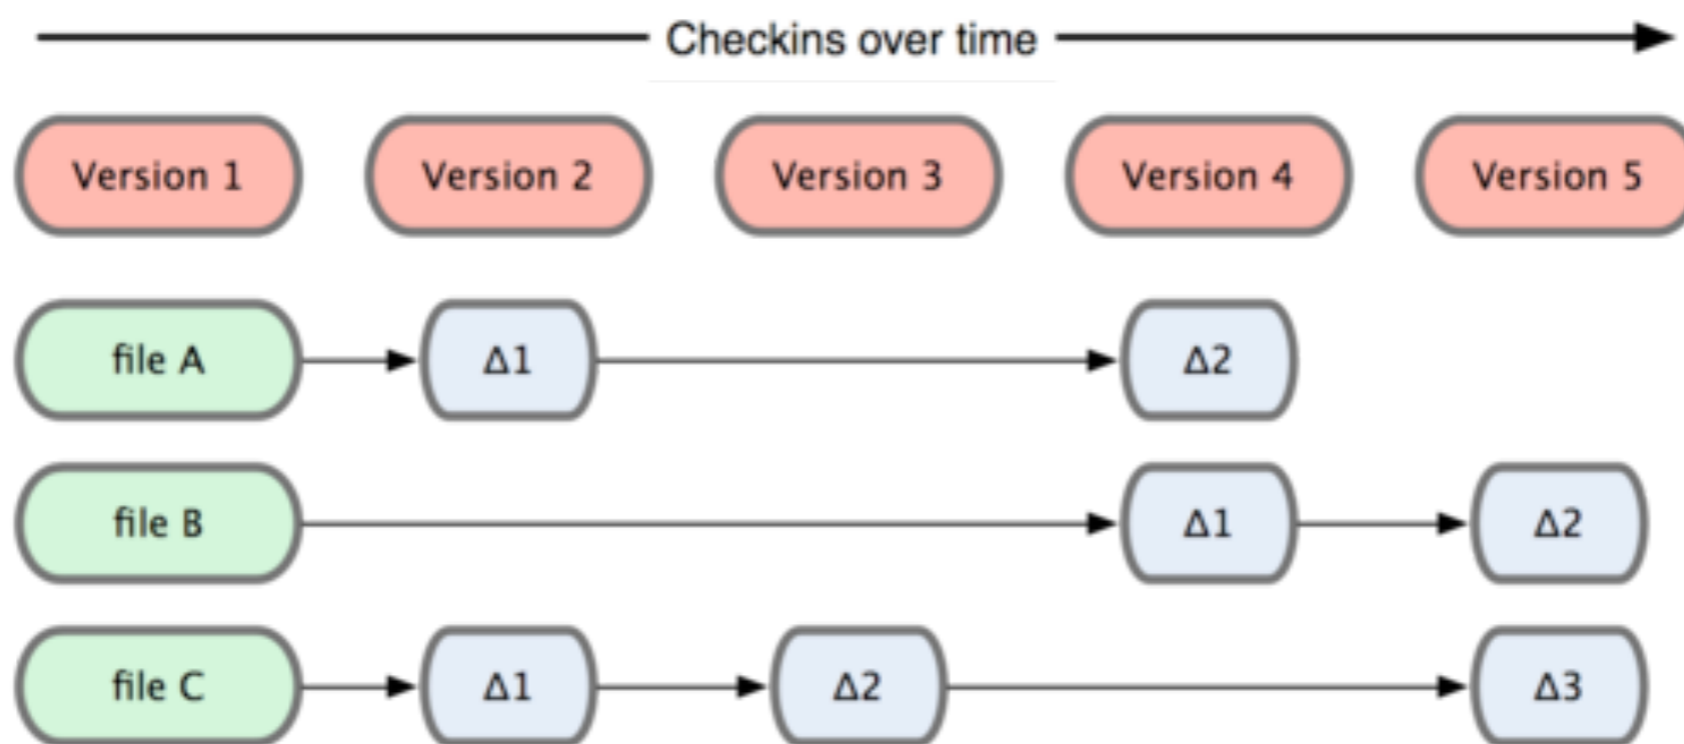 Checkins over time
Version 1 Version 2 Version 3 Version 4 Version 5
file A Δ1 Δ2
file B Δ1 Δ2
file C Δ1 Δ2 Δ3